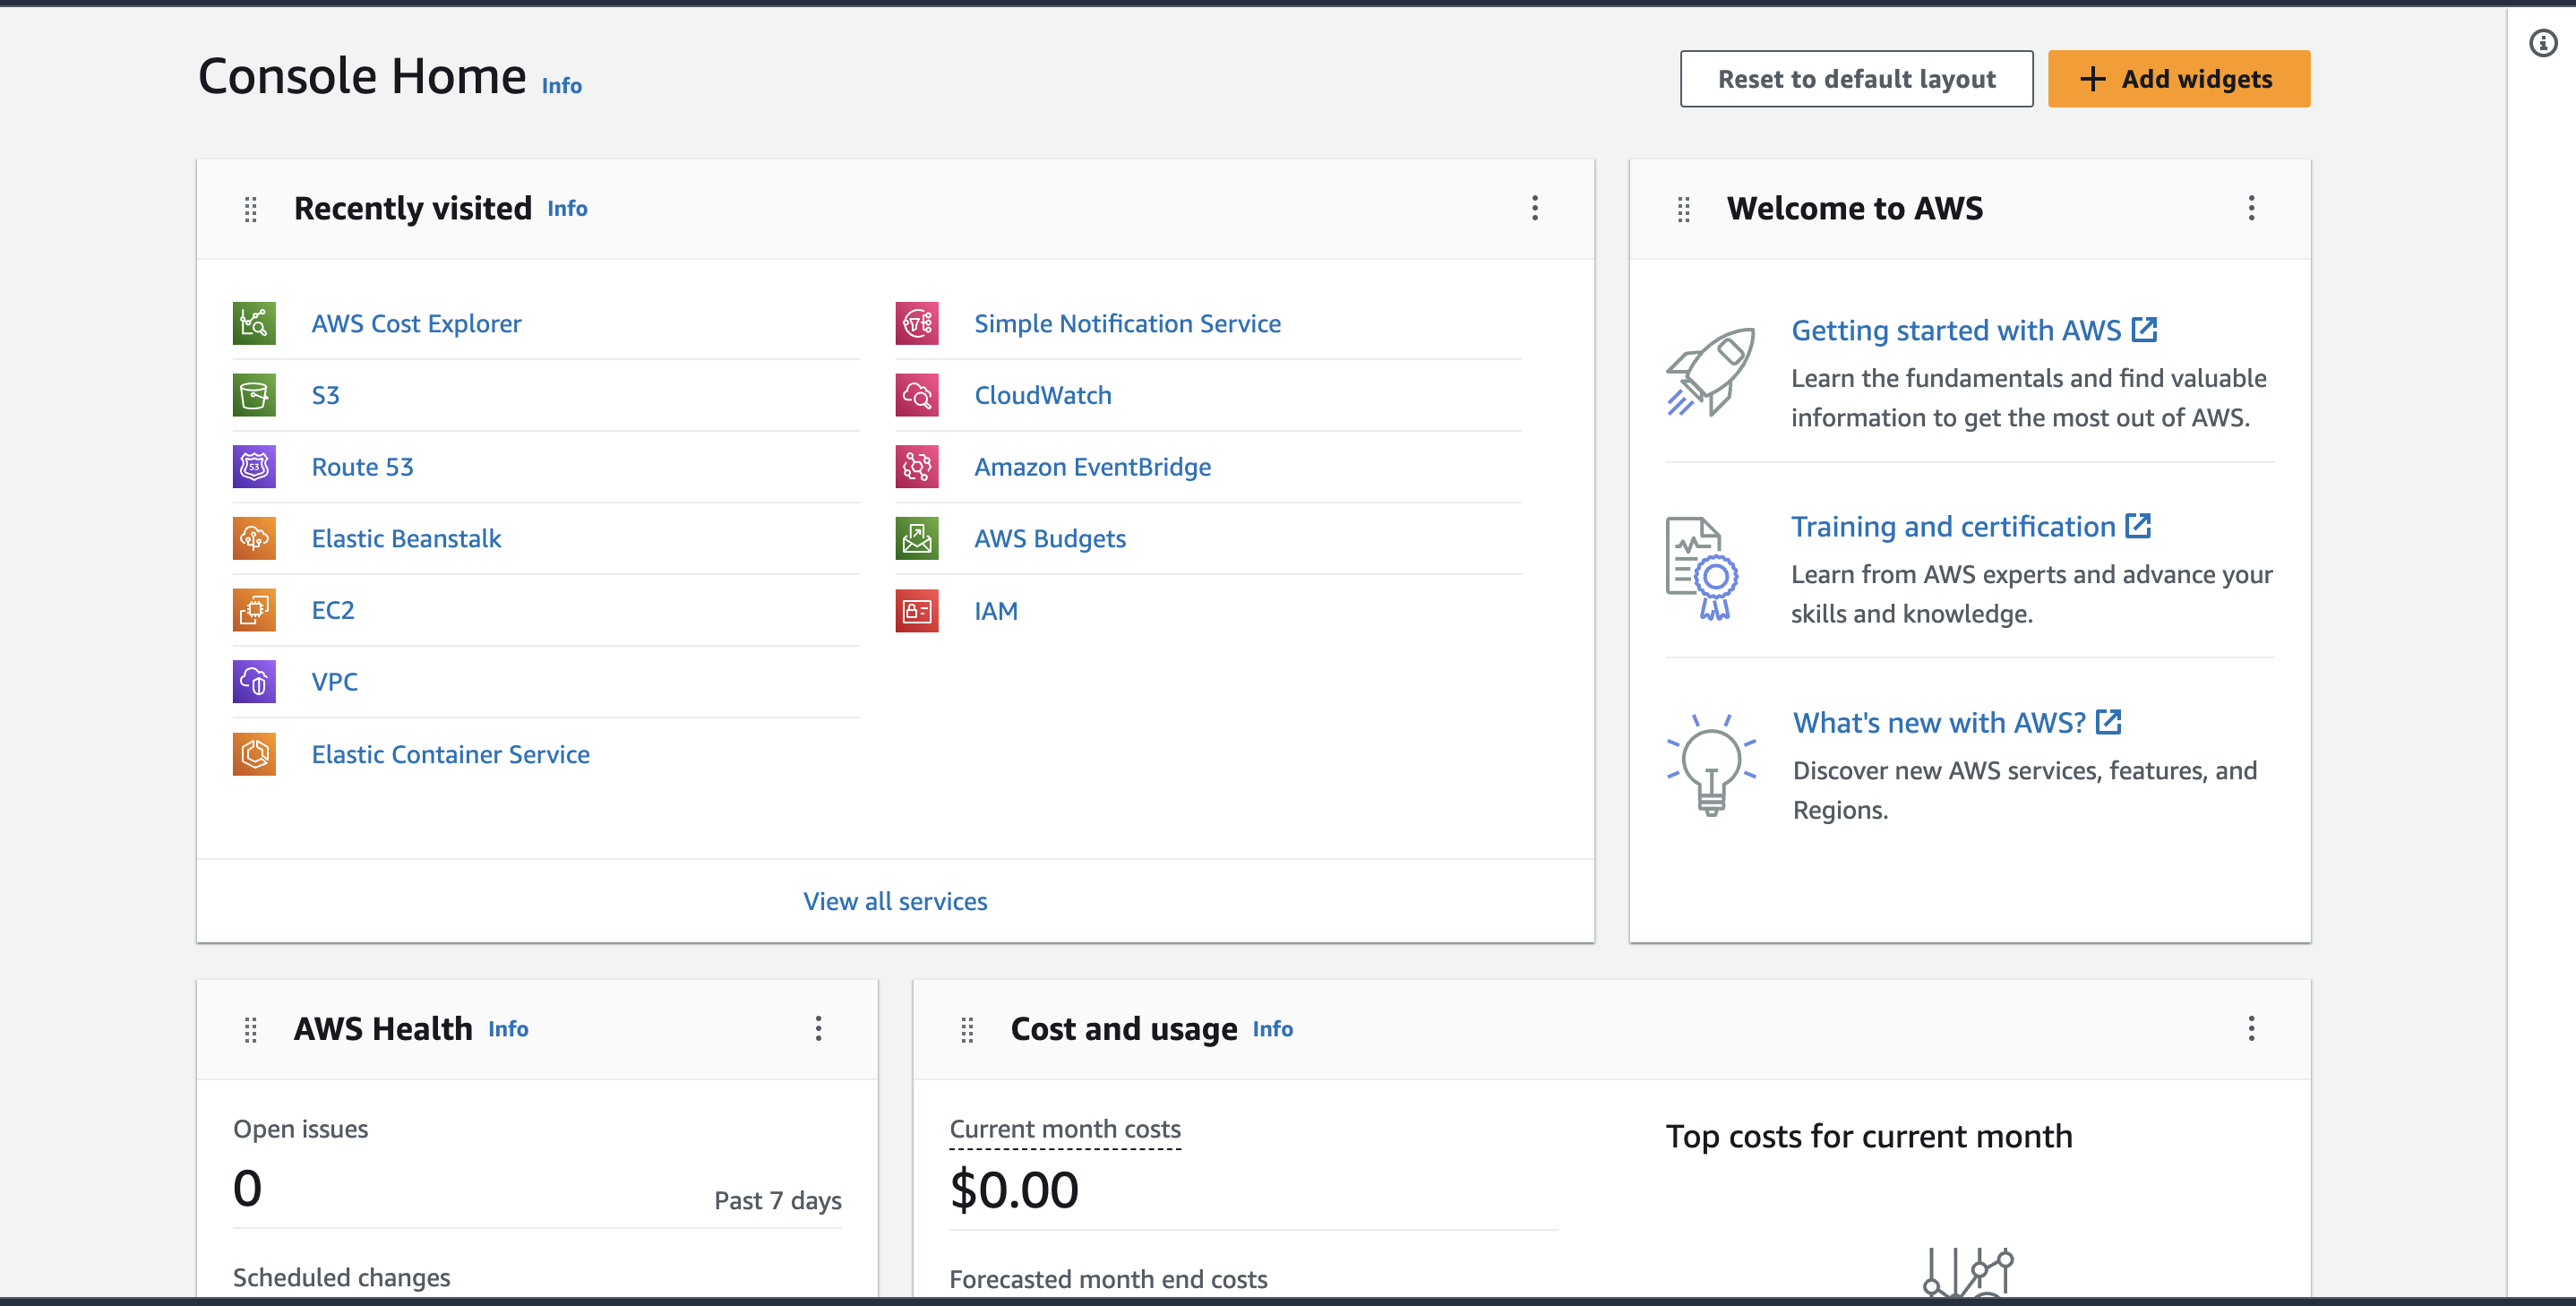 Console Home Info
Reset to default layout
Add widgets
Recently visited Info
AWS Cost Explorer
S3
Route 53
53
Elastic Beanstalk
EC2
VPC
Elastic Container Service
Simple Notification Service
CloudWatch
Amazon EventBridge
AWS Budgets
IAM
View all services
Welcome to AWS
Getting started with AWS
Learn the fundamentals and find valuable
information to get the most out of AWS.
Training and certification
Learn from AWS experts and advance your
skills and knowledge.
What's new with AWS?
Discover new AWS services, features, and
Regions.
AWS Health Info
Open issues
0
Past 7 days
Scheduled changes
Cost and usage Info
Current month costs
$0.00
Forecasted month end costs
Top costs for current month